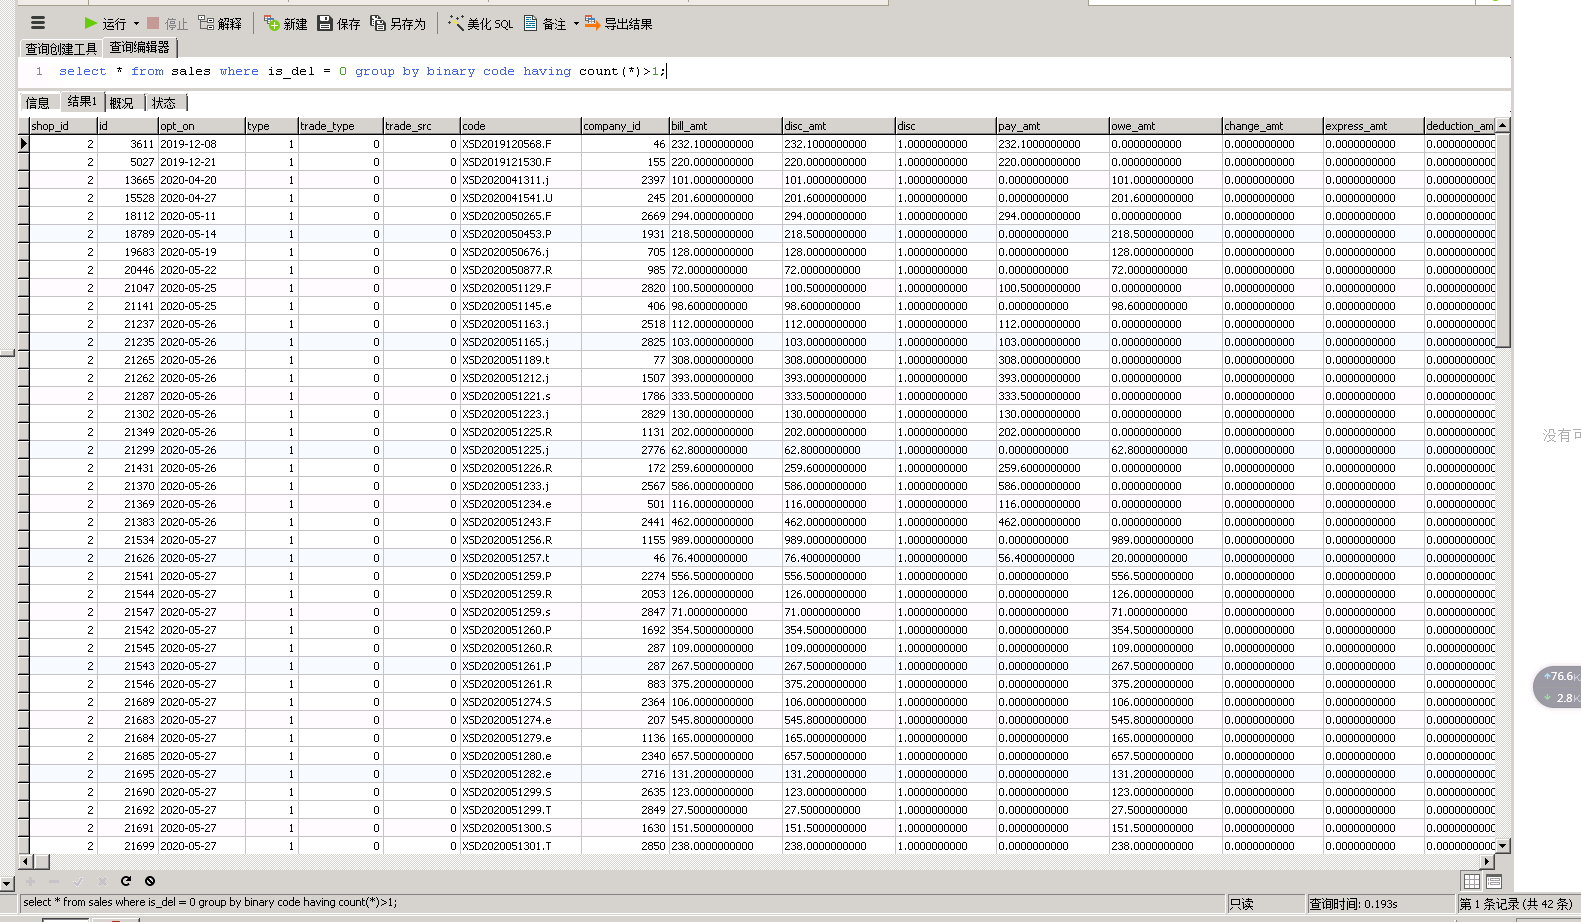 运行 停止 解释 新建 保存 另存为 美化 SQL 备注 导出结果
查询创建工具 查询编辑器
1 select * from sales where is_del = 0 group by binary code having count(*)>1;
信息 结果1 概况 状态
shop_id id opt_on type trade_type trade_src code company_id bill_amt disc_amt disc pay_amt owe_amt change_amt express_amt deduction_am
2 3611 2019-12-08 1 0 0 XSD2019120568.F 46 232.1000000000 232.1000000000 1.0000000000 232.1000000000 0.0000000000 0.0000000000 0.0000000000 0.000000000
2 5027 2019-12-21 1 0 0 XSD2019121530.F 155 220.0000000000 220.0000000000 1.0000000000 220.0000000000 0.0000000000 0.0000000000 0.0000000000 0.000000000
2 13665 2020-04-20 1 0 0 XSD2020041311.j 2397 101.0000000000 101.0000000000 1.0000000000 0.0000000000 101.0000000000 0.0000000000 0.0000000000 0.000000000
2 15528 2020-04-27 1 0 0 XSD2020041541.U 245 201.6000000000 201.6000000000 1.0000000000 0.0000000000 201.6000000000 0.0000000000 0.0000000000 0.000000000
2 18112 2020-05-11 1 0 0 XSD2020050265.F 2669 294.0000000000 294.0000000000 1.0000000000 294.0000000000 0.0000000000 0.0000000000 0.0000000000 0.000000000
2 18789 2020-05-14 1 0 0 XSD2020050453.P 1931 218.5000000000 218.5000000000 1.0000000000 0.0000000000 218.5000000000 0.0000000000 0.0000000000 0.000000000
2 19683 2020-05-19 1 0 0 XSD2020050676.j 705 128.0000000000 128.0000000000 1.0000000000 0.0000000000 128.0000000000 0.0000000000 0.0000000000 0.000000000
2 20446 2020-05-22 1 0 0 XSD2020050877.R 985 72.0000000000 72.0000000000 1.0000000000 0.0000000000 72.0000000000 0.0000000000 0.0000000000 0.000000000
2 21047 2020-05-25 1 0 0 XSD2020051129.F 2820 100.5000000000 100.5000000000 1.0000000000 100.5000000000 0.0000000000 0.0000000000 0.0000000000 0.000000000
2 21141 2020-05-25 1 0 0 XSD2020051145.e 406 98.6000000000 98.6000000000 1.0000000000 0.0000000000 98.6000000000 0.0000000000 0.0000000000 0.000000000
2 21237 2020-05-26 1 0 0 XSD2020051163.j 2518 112.0000000000 112.0000000000 1.0000000000 112.0000000000 0.0000000000 0.0000000000 0.0000000000 0.000000000
2 21235 2020-05-26 1 0 0 XSD2020051165.j 2825 103.0000000000 103.0000000000 1.0000000000 103.0000000000 0.0000000000 0.0000000000 0.0000000000 0.000000000
2 21265 2020-05-26 1 0 0 XSD2020051189.t 77 308.0000000000 308.0000000000 1.0000000000 308.0000000000 0.0000000000 0.0000000000 0.0000000000 0.000000000
2 21262 2020-05-26 1 0 0 XSD2020051212.j 1507 393.0000000000 393.0000000000 1.0000000000 393.0000000000 0.0000000000 0.0000000000 0.0000000000 0.000000000
2 21287 2020-05-26 1 0 0 XSD2020051221.s 1786 333.5000000000 333.5000000000 1.0000000000 333.5000000000 0.0000000000 0.0000000000 0.0000000000 0.000000000
2 21302 2020-05-26 1 0 0 XSD2020051223.j 2829 130.0000000000 130.0000000000 1.0000000000 130.0000000000 0.0000000000 0.0000000000 0.0000000000 0.000000000
2 21349 2020-05-26 1 0 0 XSD2020051225.R 1131 202.0000000000 202.0000000000 1.0000000000 202.0000000000 0.0000000000 0.0000000000 0.0000000000 0.000000000
2 21299 2020-05-26 1 0 0 XSD2020051225.j 2776 62.8000000000 62.8000000000 1.0000000000 0.0000000000 62.8000000000 0.0000000000 0.0000000000 0.000000000
2 21431 2020-05-26 1 0 0 XSD2020051226.R 172 259.6000000000 259.6000000000 1.0000000000 259.6000000000 0.0000000000 0.0000000000 0.0000000000 0.000000000
2 21370 2020-05-26 1 0 0 XSD2020051233.j 2567 586.0000000000 586.0000000000 1.0000000000 586.0000000000 0.0000000000 0.0000000000 0.0000000000 0.000000000
2 21369 2020-05-26 1 0 0 XSD2020051234.e 501 116.0000000000 116.0000000000 1.0000000000 116.0000000000 0.0000000000 0.0000000000 0.0000000000 0.000000000
2 21383 2020-05-26 1 0 0 XSD2020051243.F 2441 462.0000000000 462.0000000000 1.0000000000 462.0000000000 0.0000000000 0.0000000000 0.0000000000 0.000000000
2 21534 2020-05-27 1 0 0 XSD2020051256.R 1155 989.0000000000 989.0000000000 1.0000000000 0.0000000000 989.0000000000 0.0000000000 0.0000000000 0.000000000
2 21626 2020-05-27 1 0 0 XSD2020051257.t 46 76.4000000000 76.4000000000 1.0000000000 56.4000000000 20.0000000000 0.0000000000 0.0000000000 0.000000000
2 21541 2020-05-27 1 0 0 XSD2020051259.P 2274 556.5000000000 556.5000000000 1.0000000000 0.0000000000 556.5000000000 0.0000000000 0.0000000000 0.000000000
2 21544 2020-05-27 1 0 0 XSD2020051259.R 2053 126.0000000000 126.0000000000 1.0000000000 0.0000000000 126.0000000000 0.0000000000 0.0000000000 0.000000000
2 21547 2020-05-27 1 0 0 XSD2020051259.s 2847 71.0000000000 71.0000000000 1.0000000000 0.0000000000 71.0000000000 0.0000000000 0.0000000000 0.000000000
2 21542 2020-05-27 1 0 0 XSD2020051260.P 1692 354.5000000000 354.5000000000 1.0000000000 0.0000000000 354.5000000000 0.0000000000 0.0000000000 0.000000000
2 21545 2020-05-27 1 0 0 XSD2020051260.R 287 109.0000000000 109.0000000000 1.0000000000 0.0000000000 109.0000000000 0.0000000000 0.0000000000 0.000000000
2 21543 2020-05-27 1 0 0 XSD2020051261.P 287 267.5000000000 267.5000000000 1.0000000000 0.0000000000 267.5000000000 0.0000000000 0.0000000000 0.000000000
2 21546 2020-05-27 1 0 0 XSD2020051261.R 883 375.2000000000 375.2000000000 1.0000000000 0.0000000000 375.2000000000 0.0000000000 0.0000000000 0.000000000
2 21689 2020-05-27 1 0 0 XSD2020051274.S 2364 106.0000000000 106.0000000000 1.0000000000 0.0000000000 106.0000000000 0.0000000000 0.0000000000 0.000000000
2 21683 2020-05-27 1 0 0 XSD2020051274.e 207 545.8000000000 545.8000000000 1.0000000000 0.0000000000 545.8000000000 0.0000000000 0.0000000000 0.000000000
2 21684 2020-05-27 1 0 0 XSD2020051279.e 1136 165.0000000000 165.0000000000 1.0000000000 0.0000000000 165.0000000000 0.0000000000 0.0000000000 0.000000000
2 21685 2020-05-27 1 0 0 XSD2020051280.e 2340 657.5000000000 657.5000000000 1.0000000000 0.0000000000 657.5000000000 0.0000000000 0.0000000000 0.000000000
2 21695 2020-05-27 1 0 0 XSD2020051282.e 2716 131.2000000000 131.2000000000 1.0000000000 0.0000000000 131.2000000000 0.0000000000 0.0000000000 0.000000000
2 21690 2020-05-27 1 0 0 XSD2020051299.S 2635 123.0000000000 123.0000000000 1.0000000000 0.0000000000 123.0000000000 0.0000000000 0.0000000000 0.000000000
2 21692 2020-05-27 1 0 0 XSD2020051299.T 2849 27.5000000000 27.5000000000 1.0000000000 0.0000000000 27.5000000000 0.0000000000 0.0000000000 0.000000000
2 21691 2020-05-27 1 0 0 XSD2020051300.S 1630 151.5000000000 151.5000000000 1.0000000000 0.0000000000 151.5000000000 0.0000000000 0.0000000000 0.000000000
2 21699 2020-05-27 1 0 0 XSD2020051301.T 2850 238.0000000000 238.0000000000 1.0000000000 0.0000000000 238.0000000000 0.0000000000 0.0000000000 0.000000000
没有可
76.6K
2.8K
select * from sales where is_del = 0 group by binary code having count(*)>1; 只读 查询时间: 0.193s 第 1 条记录 (共 42 条)